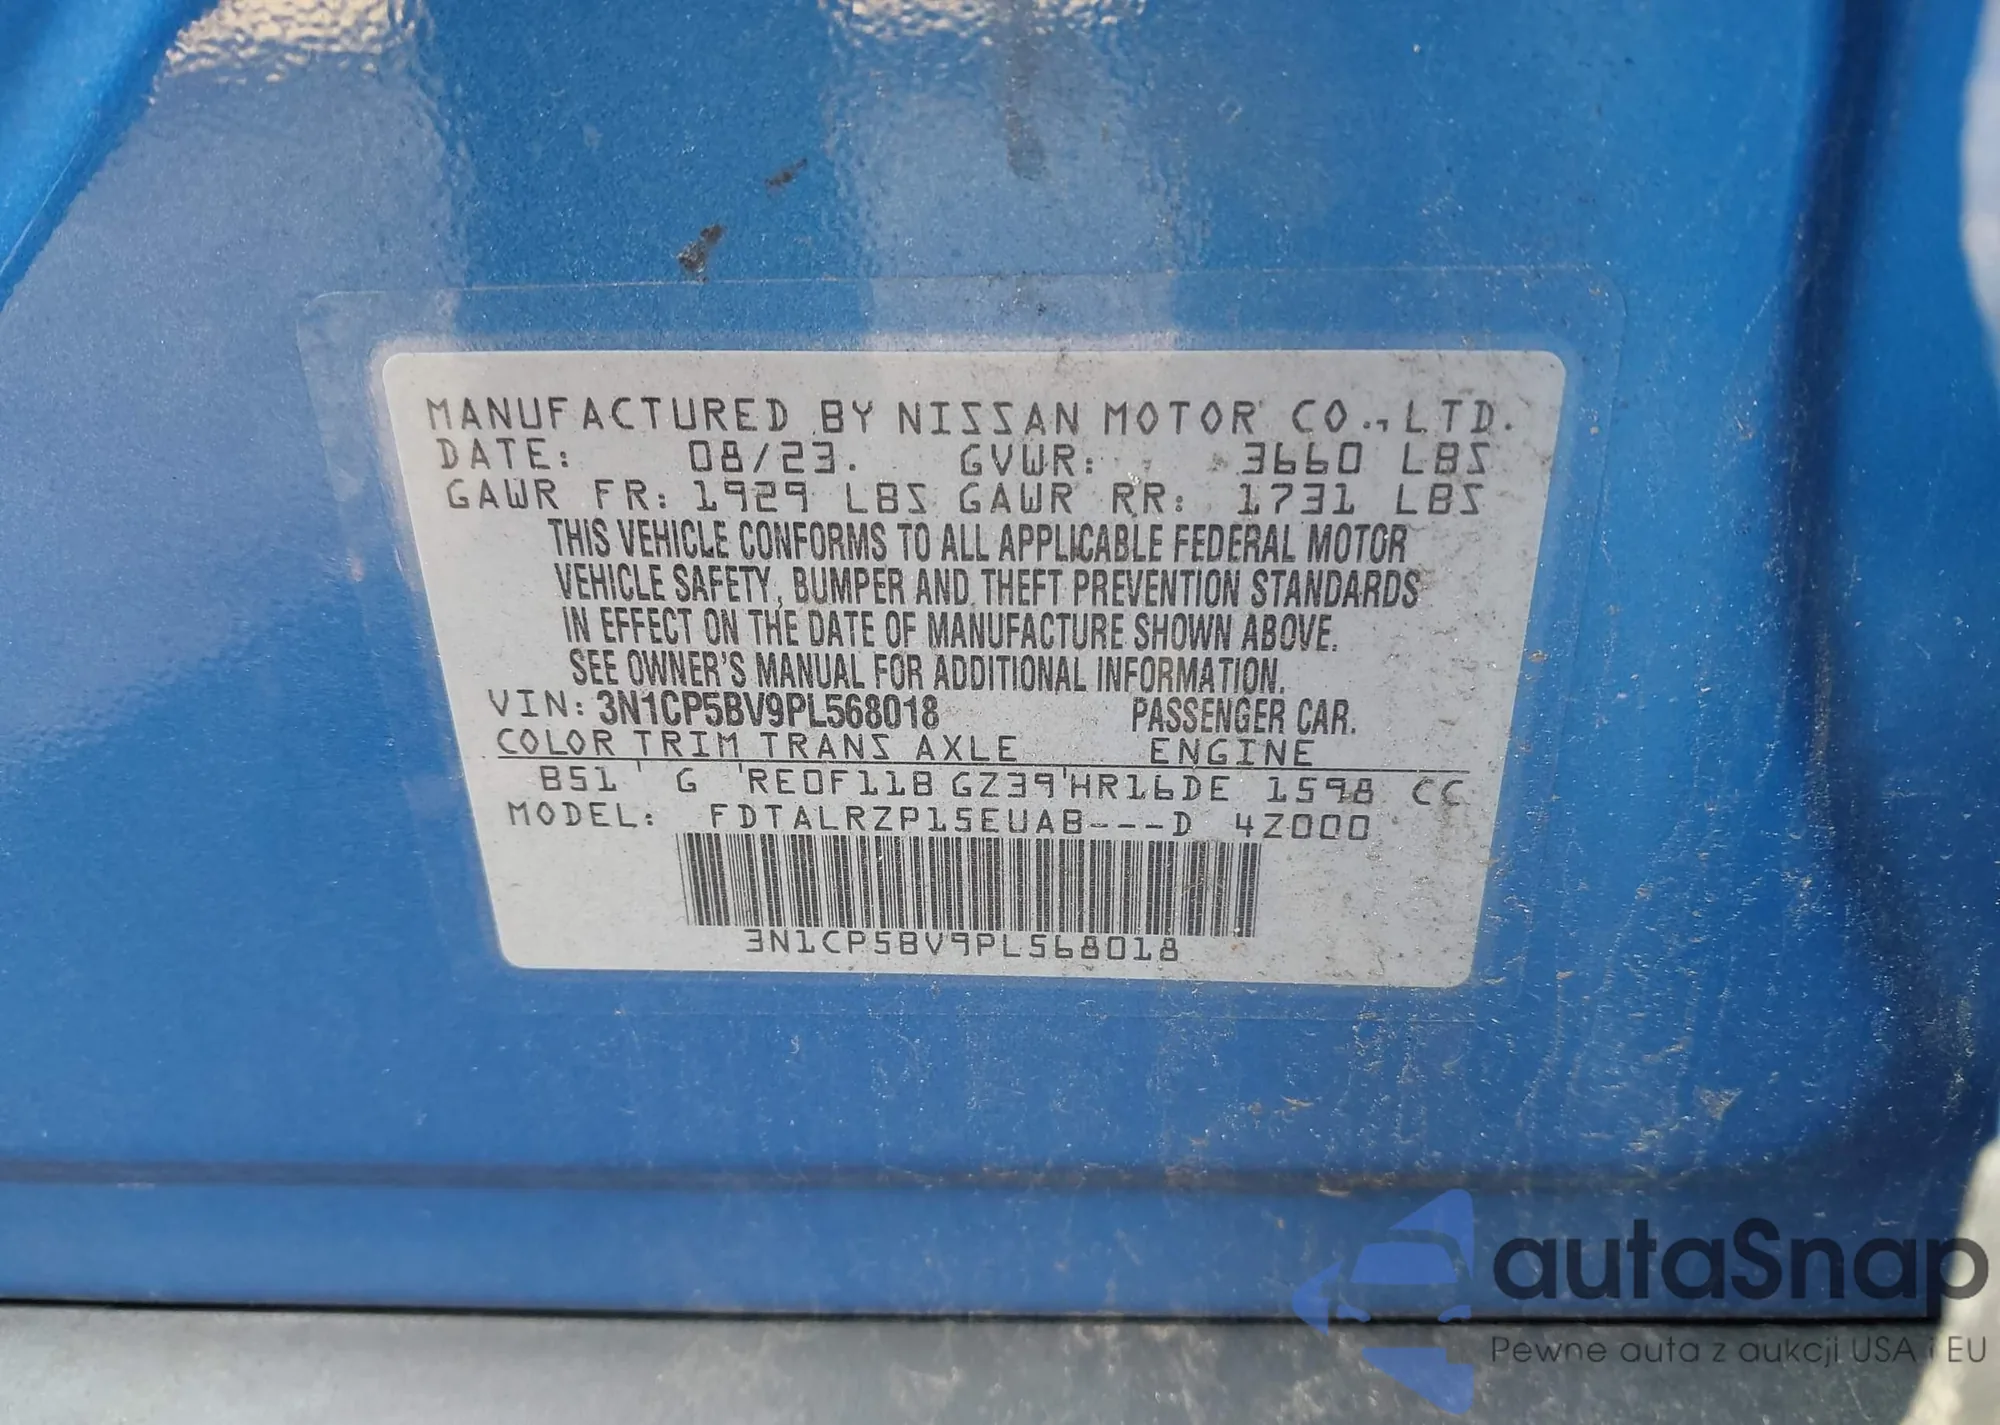 MANUFACTURED BY NISSAN MOTOR CO., LTD.
DATE: 08/23. GVWR: 3660 LBS
GAWR FR: 1929 LBS GAWR RR: 1731 LBS
THIS VEHICLE CONFORMS TO ALL APPLICABLE FEDERAL MOTOR
VEHICLE SAFETY, BUMPER AND THEFT PREVENTION STANDARDS
IN EFFECT ON THE DATE OF MANUFACTURE SHOWN ABOVE.
SEE OWNER'S MANUAL FOR ADDITIONAL INFORMATION.
VIN: 3N1CP5BV9PL568018 PASSENGER CAR.
COLOR TRIM TRANS AXLE ENGINE
B51 ' G 'RE0F11B GZ39'HR16DE 1598 CC
MODEL: FDTALRZP15EUAB---D 4Z000
3N1CP5BV9PL568018
autaSnap
Pewne auta z aukcji USA i EU